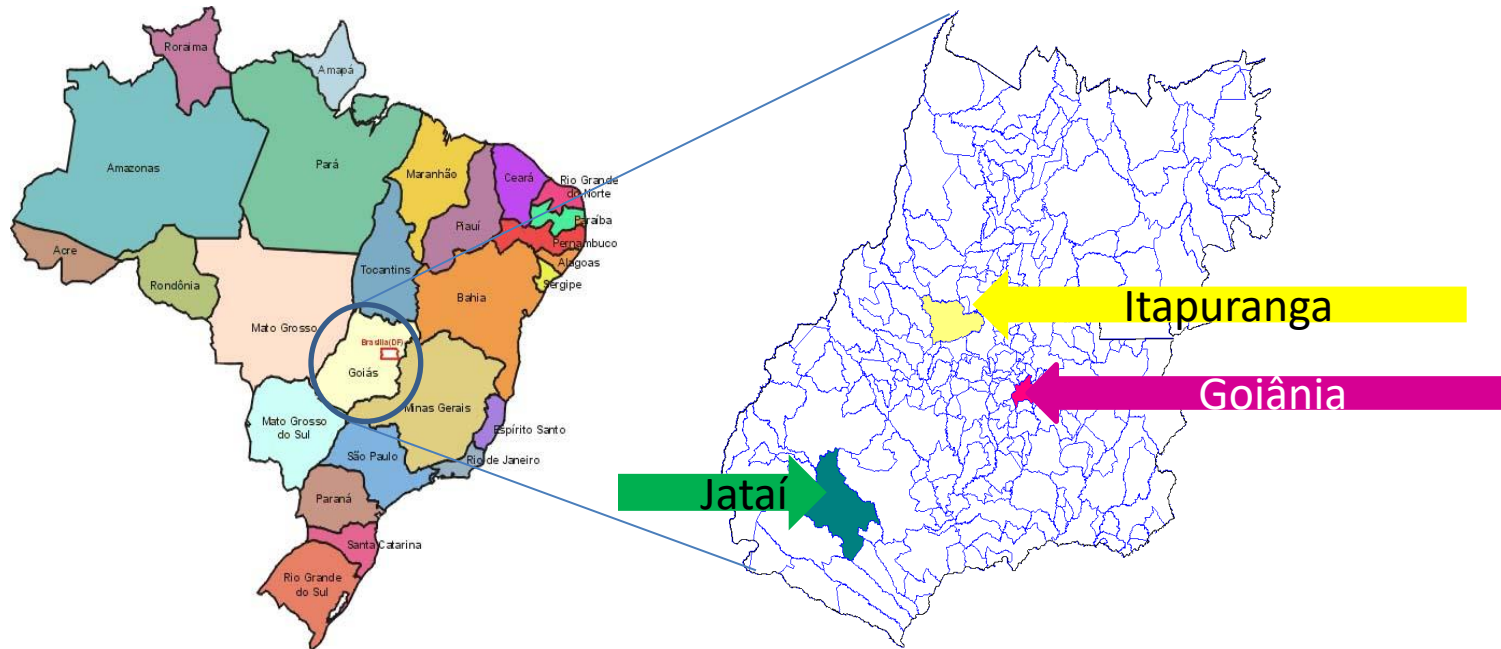 Roraima
Amapá
Amazonas
Pará
Maranhão
Ceará
Rio Grande
do Norte
Paraíba
Piauí
Pernambuco
Acre
Alagoas
Sergipe
Tocantins
Rondônia
Bahia
Mato Grosso
Brasília(DF)
Goiás
Minas Gerais
Mato Grosso
do Sul
Espírito Santo
São Paulo
Rio de Janeiro
Paraná
Santa Catarina
Rio Grande
do Sul
Itapuranga
Goiânia
Jataí